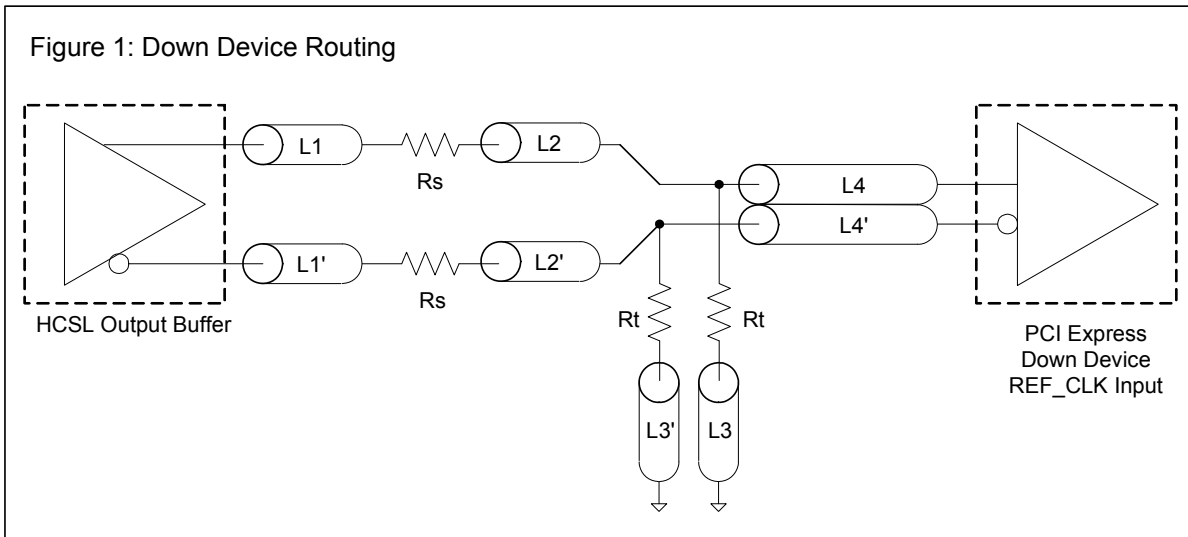 Figure 1: Down Device Routing
L1
Rs
L2
L4
L4'
L1'
Rs
L2'
HCSL Output Buffer
Rt
Rt
L3'
L3
PCI Express
Down Device
REF_CLK Input